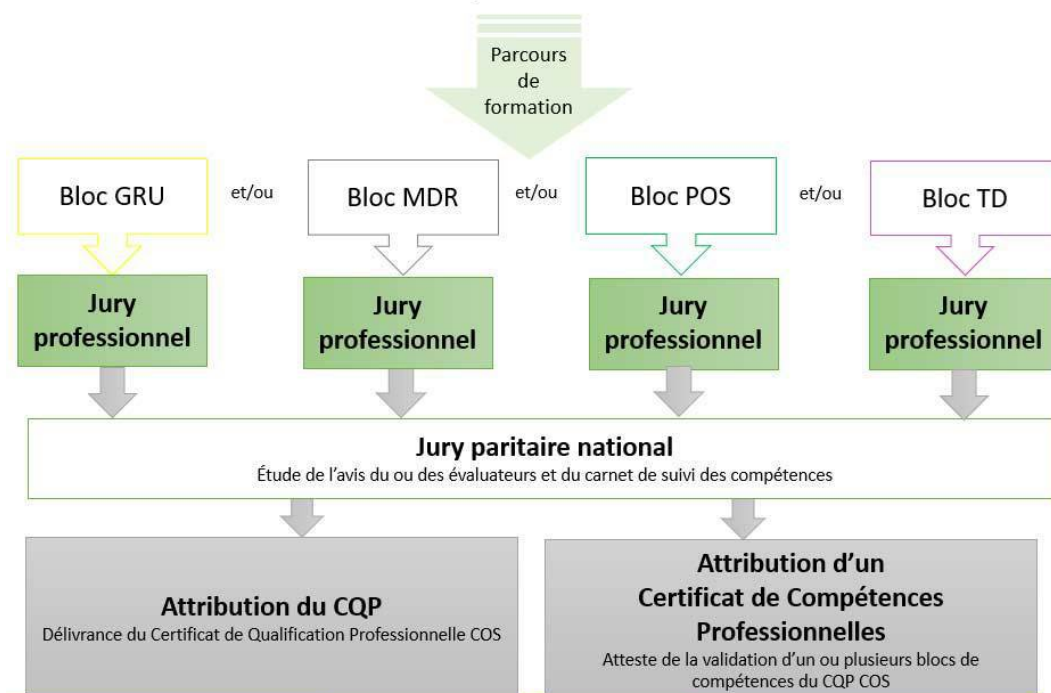 Parcours
de
formation
Bloc GRU
et/ou
Bloc MDR
et/ou
Bloc POS
et/ou
Bloc TD
Jury
professionnel
Jury
professionnel
Jury
professionnel
Jury
professionnel
Jury paritaire national
Étude de l’avis du ou des évaluateurs et du carnet de suivi des compétences
Attribution du CQP
Délivrance du Certificat de Qualification Professionnelle COS
Attribution d’un
Certificat de Compétences
Professionnelles
Atteste de la validation d’un ou plusieurs blocs de
compétences du CQP COS